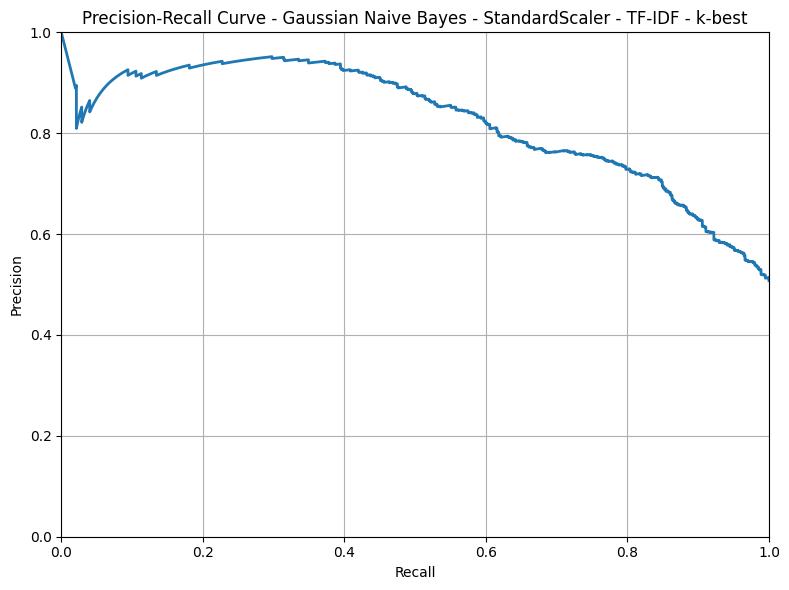 Precision-Recall Curve - Gaussian Naive Bayes - StandardScaler - TF-IDF - k-best
1.0
0.8
0.6
0.4
0.2
0.0
Precision
0.0 0.2 0.4 0.6 0.8 1.0
Recall